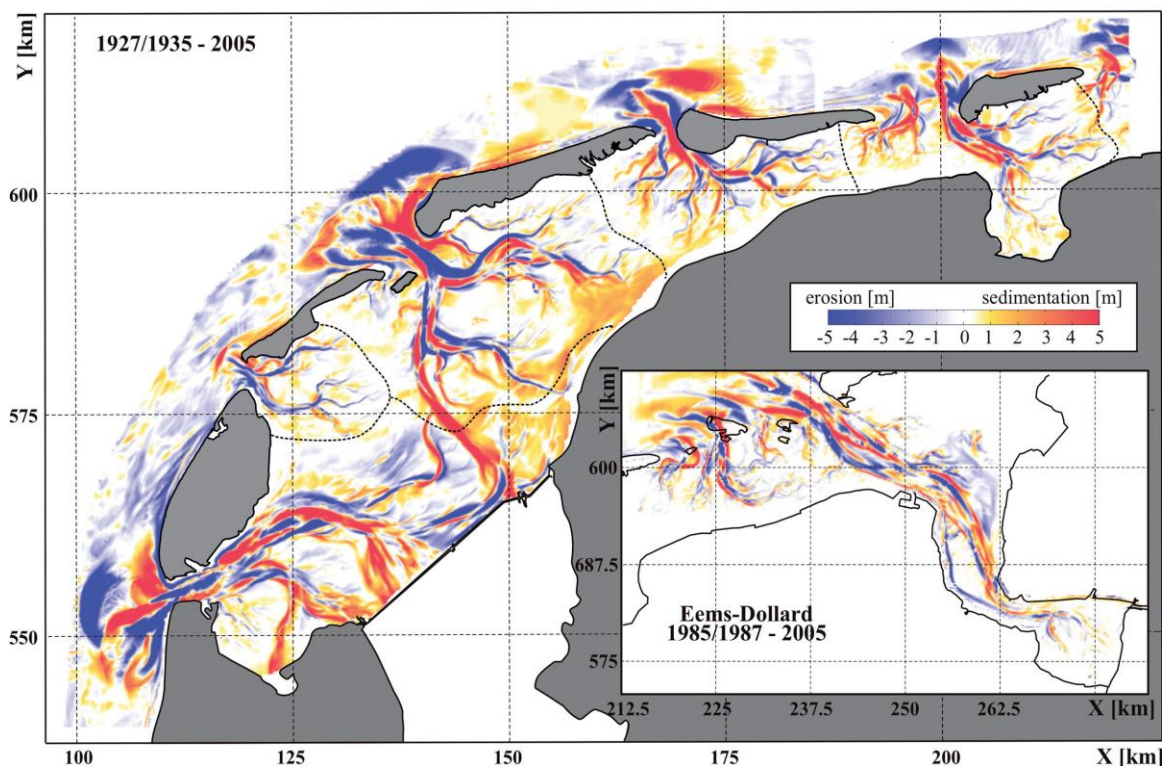 1927/1935 - 2005
Y [km]
600
575
550
100
125
150
175
200
X [km]
erosion [m]
sedimentation [m]
-5 -4 -3 -2 -1 0 1 2 3 4 5
Y [km]
600
687.5
575
Eems-Dollard
1985/1987 - 2005
212.5
225
237.5
250
262.5
X [km]